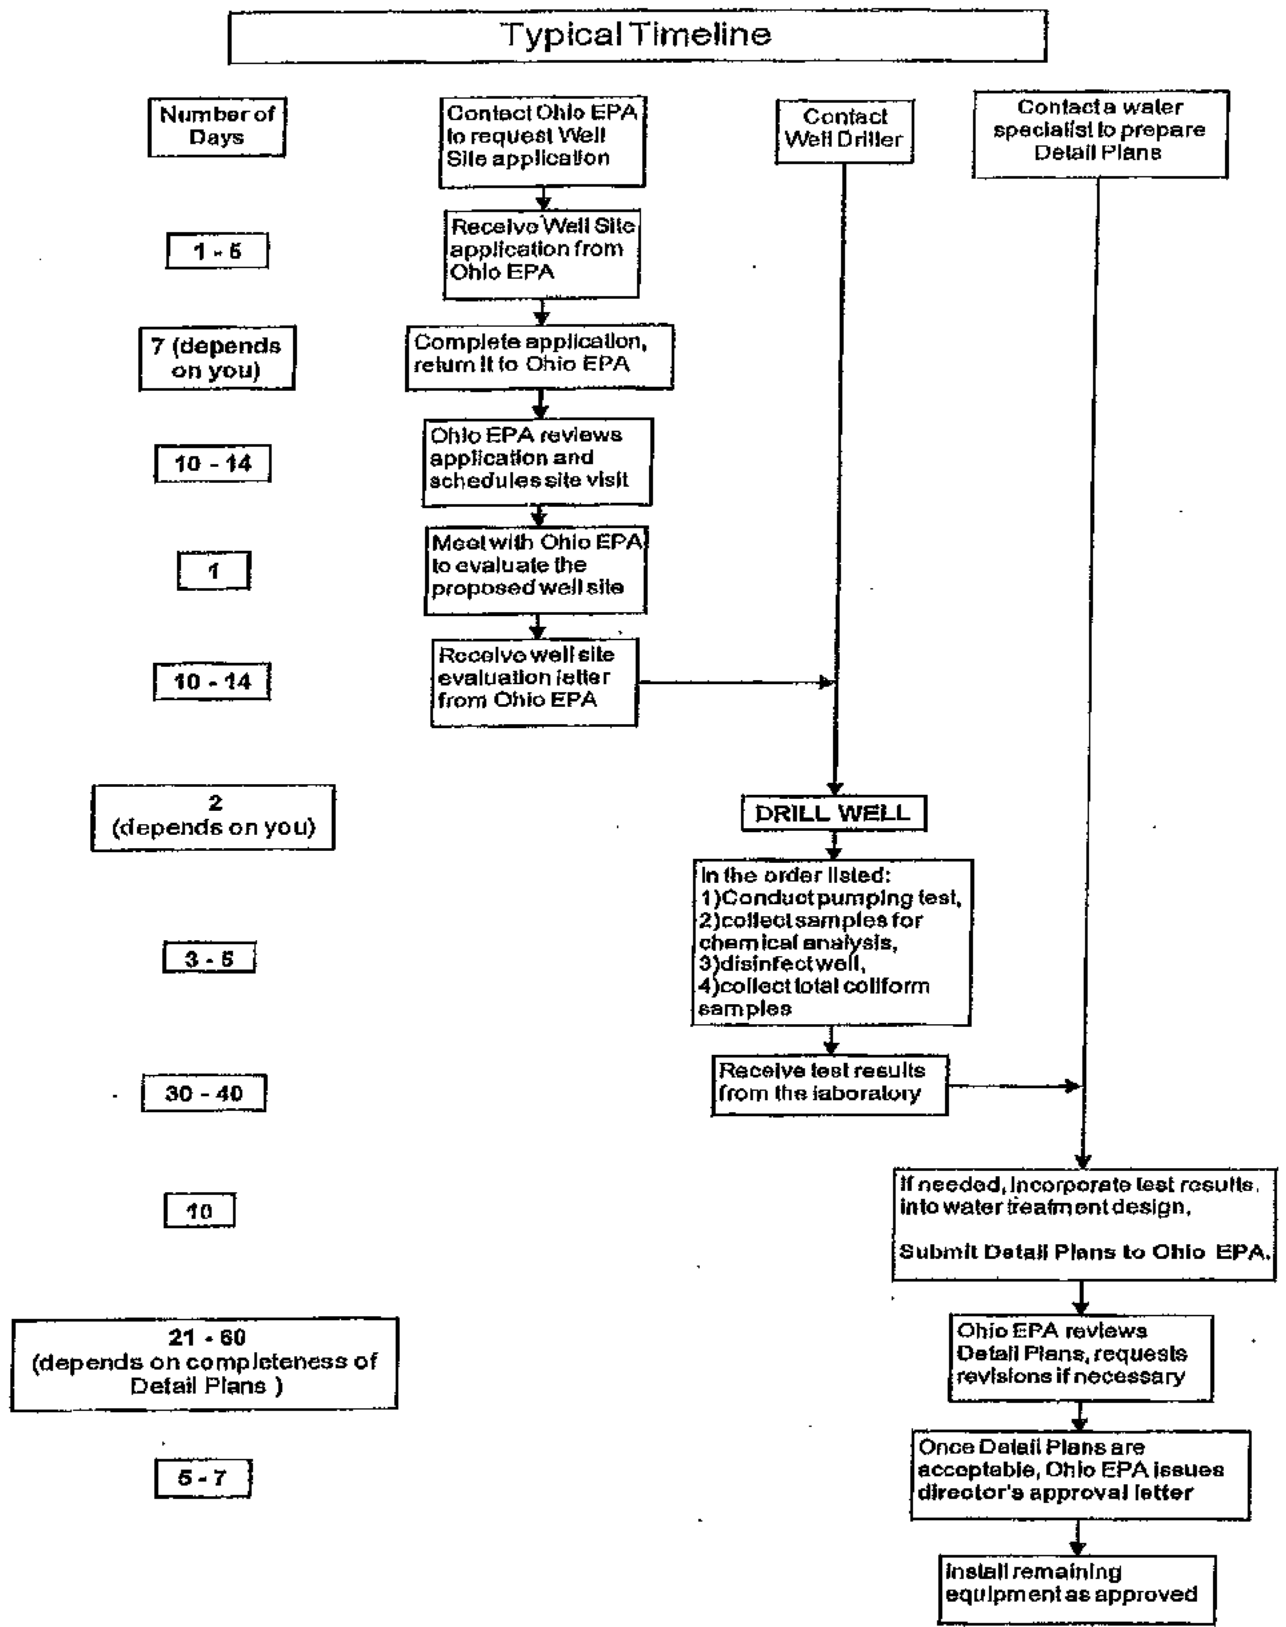 Typical Timeline
Number of
Days
Contact Ohio EPA
to request Well
Site application
Contact
Well Driller
Contact a water
specialist to prepare
Detail Plans
1 - 5
Receive Well Site
application from
Ohio EPA
7 (depends
on you)
Complete application,
return it to Ohio EPA
10 - 14
Ohio EPA reviews
application and
schedules site visit
1
Meet with Ohio EPA
to evaluate the
proposed well site
10 - 14
Receive well site
evaluation letter
from Ohio EPA
2
(depends on you)
DRILL WELL
3 - 5
In the order listed:
1)Conduct pumping test,
2)collect samples for
chemical analysis,
3)disinfect well,
4)collect total coliform
samples
30 - 40
Receive test results
from the laboratory
10
If needed, incorporate test results
into water treatment design.
Submit Detail Plans to Ohio EPA.
21 - 60
(depends on completeness of
Detail Plans )
Ohio EPA reviews
Detail Plans, requests
revisions if necessary
5 - 7
Once Detail Plans are
acceptable, Ohio EPA issues
director's approval letter
Install remaining
equipment as approved